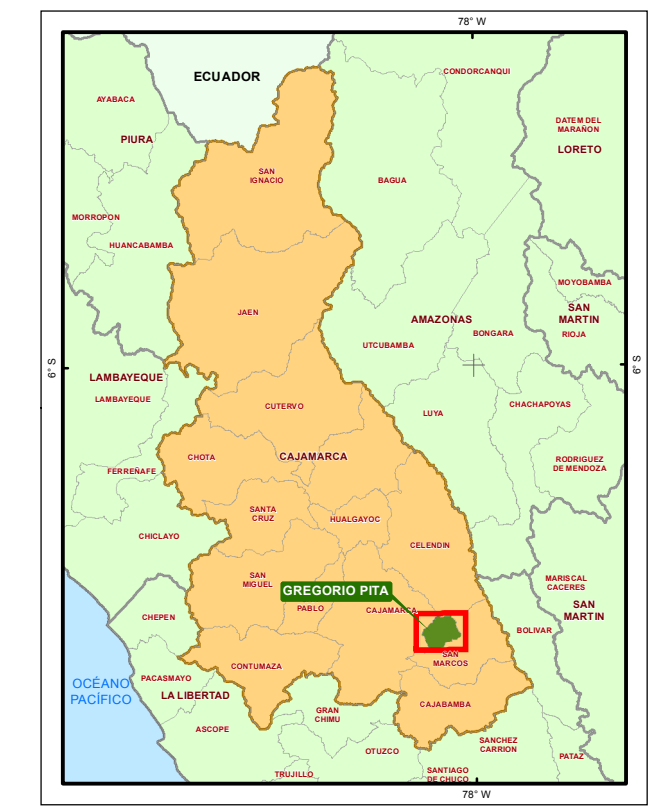 78° W
ECUADOR
CONDORCANQUI
AYABACA
DATEM DEL
MARAÑON
PIURA
LORETO
SAN
IGNACIO
BAGUA
MORROPON
HUANCABAMBA
MOYOBAMBA
JAEN
SAN
MARTIN
AMAZONAS
BONGARA
RIOJA
UTCUBAMBA
6° S
6° S
LAMBAYEQUE
LAMBAYEQUE
CUTERVO
CHACHAPOYAS
LUYA
CHOTA
CAJAMARCA
RODRIGUEZ
DE MENDOZA
FERREÑAFE
SANTA
CRUZ
HUALGAYOC
CHICLAYO
CELENDIN
SAN
MIGUEL
MARISCAL
CACERES
GREGORIO PITA
PABLO
CAJAMARCA
SAN
MARTIN
CHEPEN
BOLIVAR
SAN
MARCOS
CONTUMAZA
PACASMAYO
OCÉANO
PACÍFICO
LA LIBERTAD
CAJABAMBA
GRAN
CHIMU
ASCOPE
SANCHEZ
CARRION
OTUZCO
PATAZ
TRUJILLO
SANTIAGO
DE CHUCO
78° W